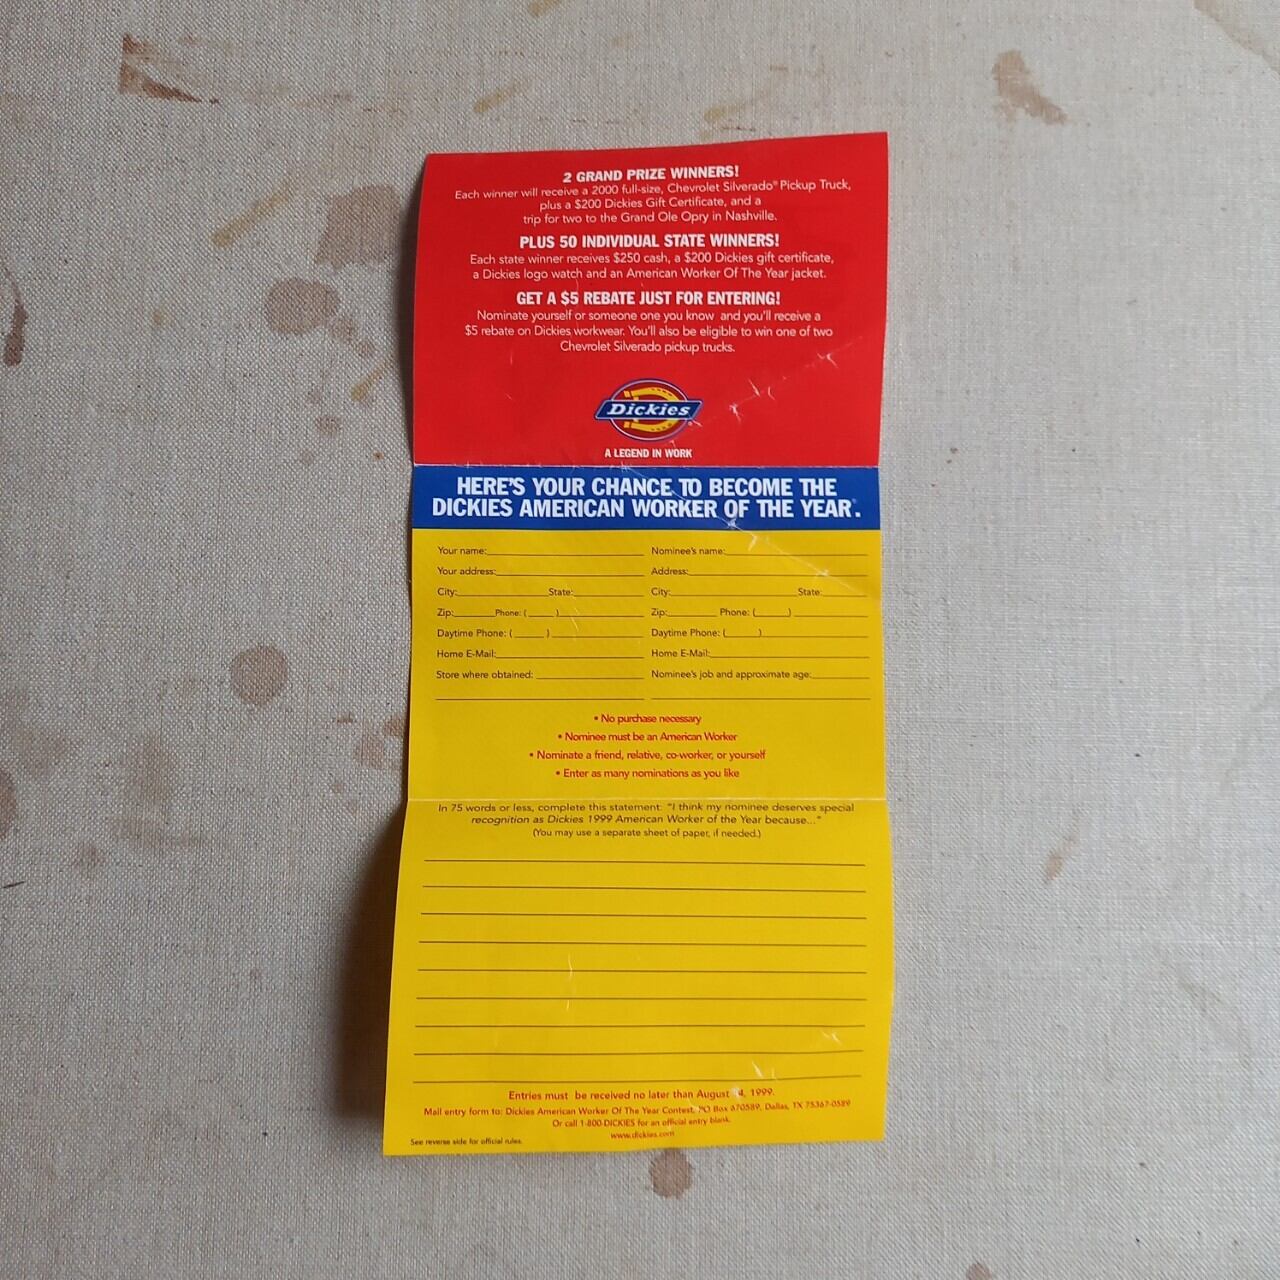 2 GRAND PRIZE WINNERS!
Each winner will receive a 2000 full-size, Chevrolet Silverado® Pickup Truck,
plus a $200 Dickies Gift Certificate, and a
trip for two to the Grand Ole Opry in Nashville.
PLUS 50 INDIVIDUAL STATE WINNERS!
Each state winner receives $250 cash, a $200 Dickies gift certificate,
a Dickies logo watch and an American Worker Of The Year jacket.
GET A $5 REBATE JUST FOR ENTERING!
Nominate yourself or someone one you know and you'll receive a
$5 rebate on Dickies workwear. You'll also be eligible to win one of two
Chevrolet Silverado pickup trucks.
Dickies®
A LEGEND IN WORK
HERE'S YOUR CHANCE TO BECOME THE
DICKIES AMERICAN WORKER OF THE YEAR.
Your name: Nominee's name:
Your address: Address:
City: State: City: State:
Zip: Phone: ( ) Zip: Phone: ( )
Daytime Phone: ( ) Daytime Phone: ( )
Home E-Mail: Home E-Mail:
Store where obtained: Nominee's job and approximate age:
• No purchase necessary
• Nominee must be an American Worker
• Nominate a friend, relative, co-worker, or yourself
• Enter as many nominations as you like
In 75 words or less, complete this statement: "I think my nominee deserves special
recognition as Dickies 1999 American Worker of the Year because..."
(You may use a separate sheet of paper, if needed.)
Entries must be received no later than August 4, 1999.
Mail entry form to: Dickies American Worker Of The Year Contest, PO Box 670589, Dallas, TX 75367-0589
Or call 1-800-DICKIES for an official entry blank.
www.dickies.com
See reverse side for official rules.